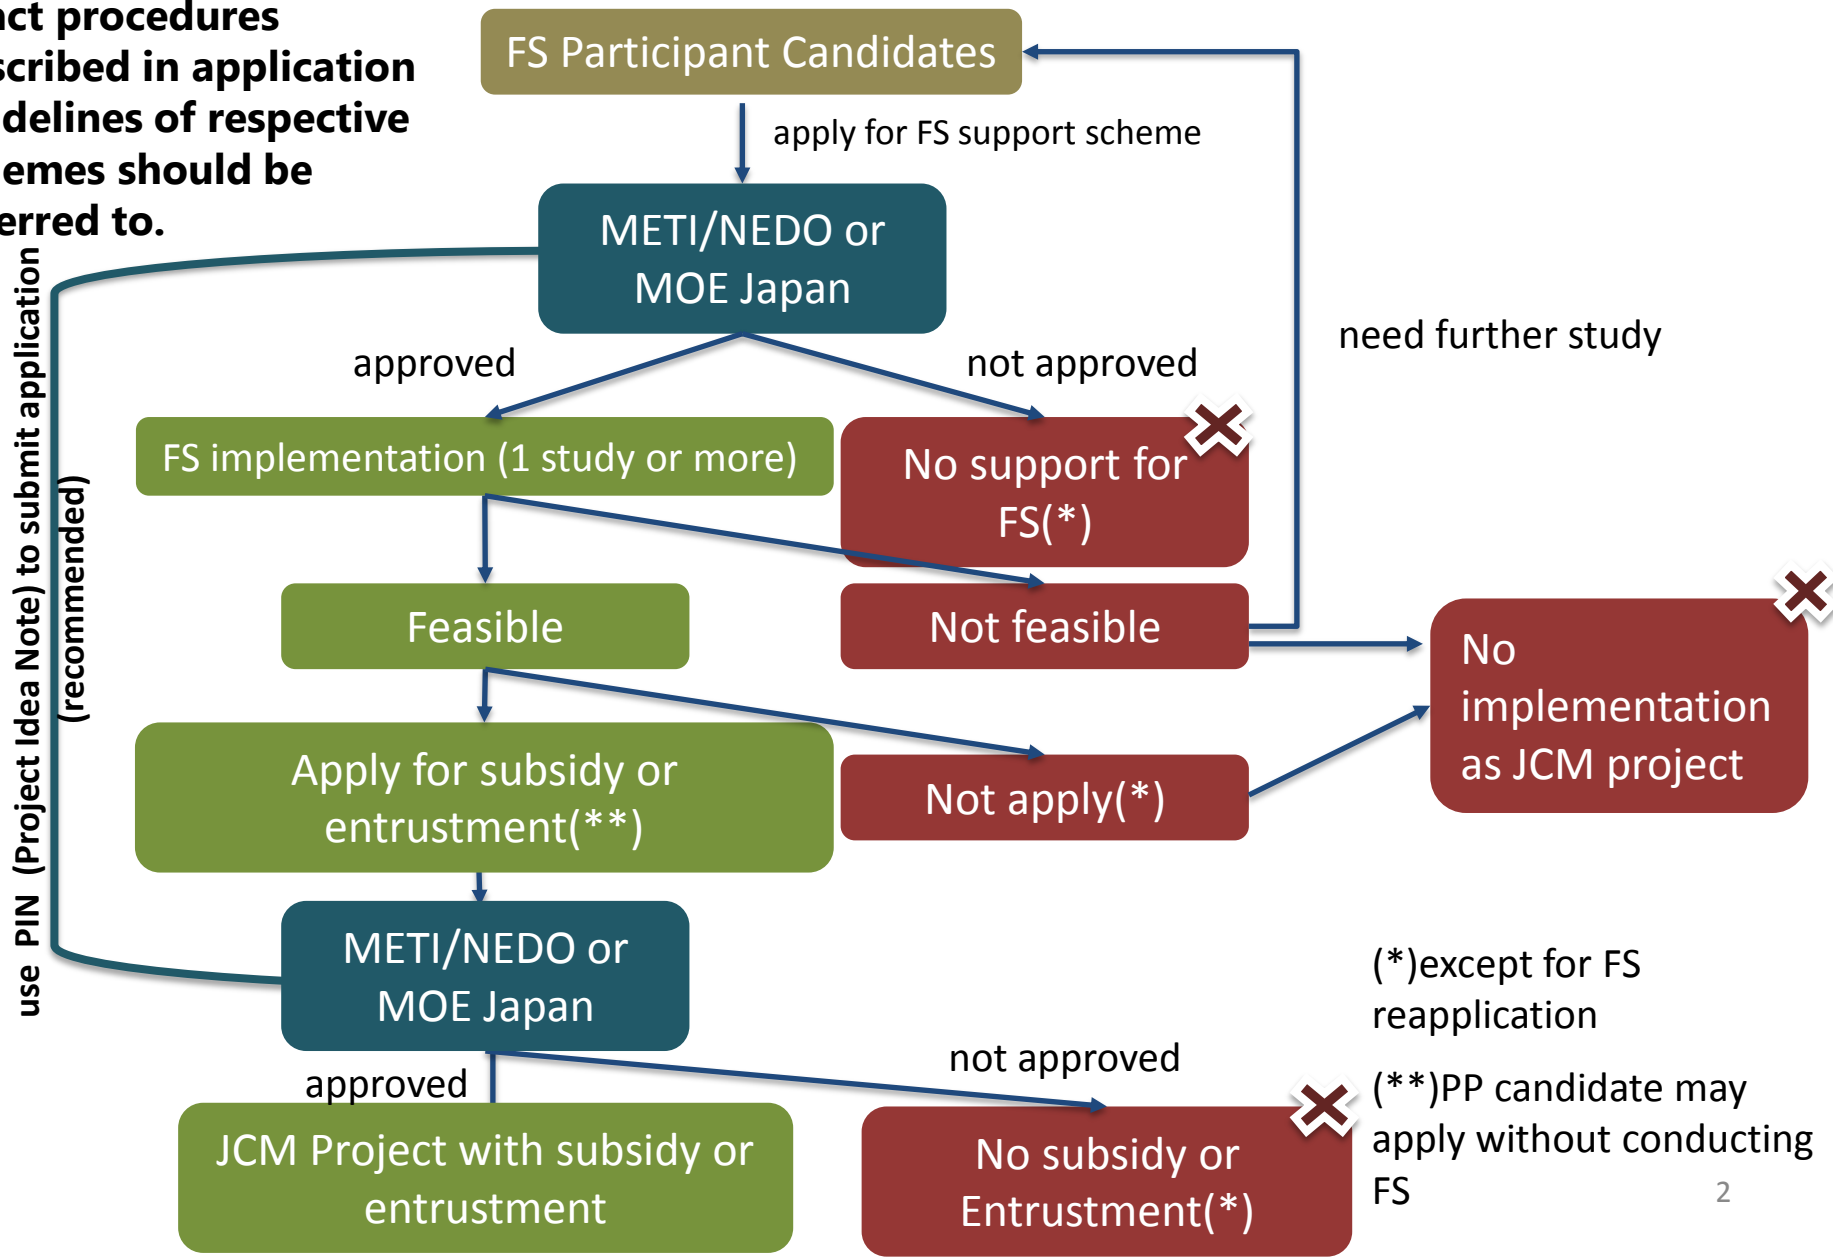 act procedures
scribed in application
idelines of respective
emes should be
erred to.
FS Participant Candidates
apply for FS support scheme
METI/NEDO or
MOE Japan
need further study
approved
not approved
FS implementation (1 study or more)
No support for
FS(*)
Feasible
Not feasible
No
implementation
as JCM project
Apply for subsidy or
entrustment(**)
Not apply(*)
METI/NEDO or
MOE Japan
approved
not approved
JCM Project with subsidy or
entrustment
No subsidy or
Entrustment(*)
(*)except for FS
reapplication
(**)PP candidate may
apply without conducting
FS
2
use PIN (Project Idea Note) to submit application
(recommended)